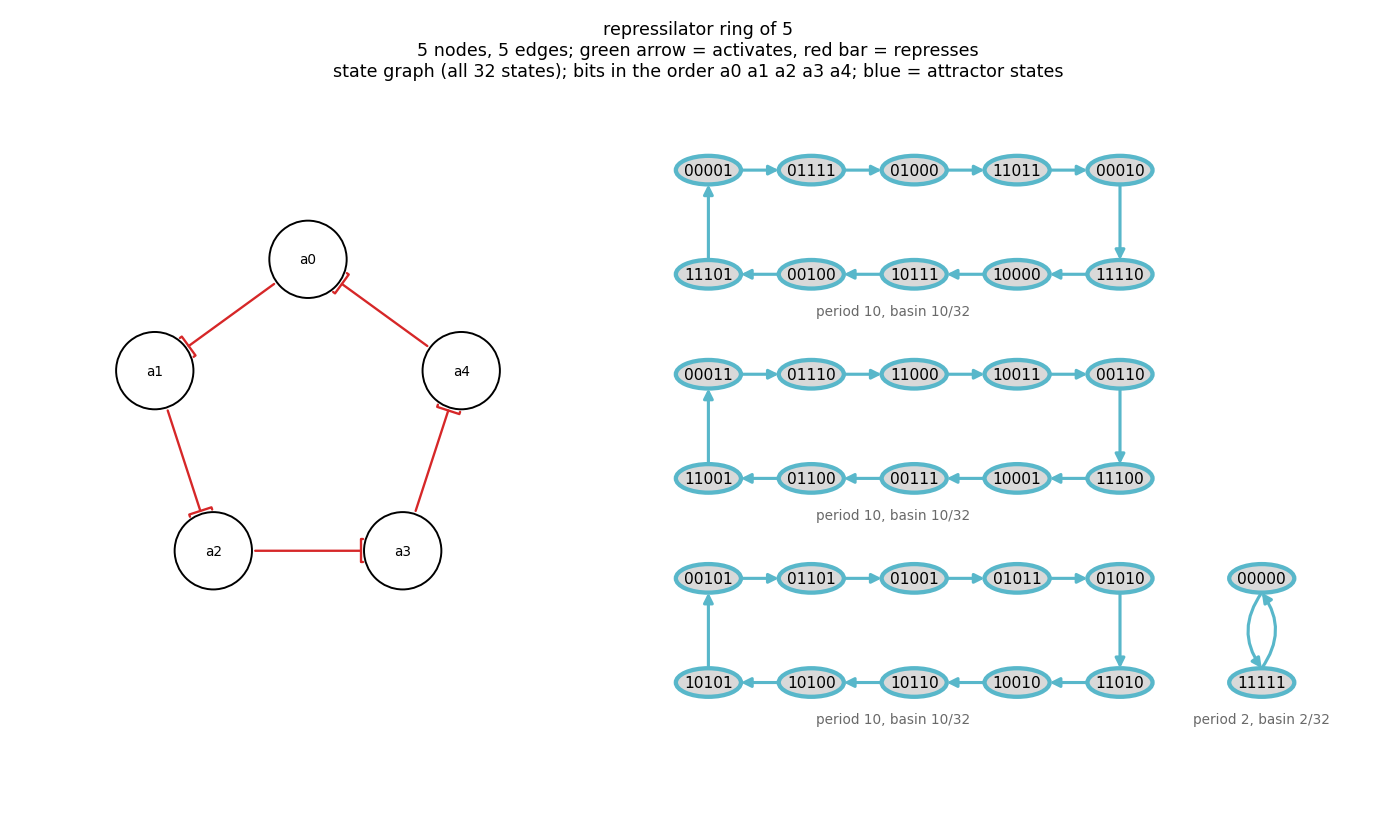 repressilator ring of 5
5 nodes, 5 edges; green arrow = activates, red bar = represses
state graph (all 32 states); bits in the order a0 a1 a2 a3 a4; blue = attractor states
a0
a1
a4
a2
a3
00001 01111 01000 11011 00010
11101 00100 10111 10000 11110
period 10, basin 10/32
00011 01110 11000 10011 00110
11001 01100 00111 10001 11100
period 10, basin 10/32
00101 01101 01001 01011 01010
10101 10100 10110 10010 11010
period 10, basin 10/32
00000
11111
period 2, basin 2/32